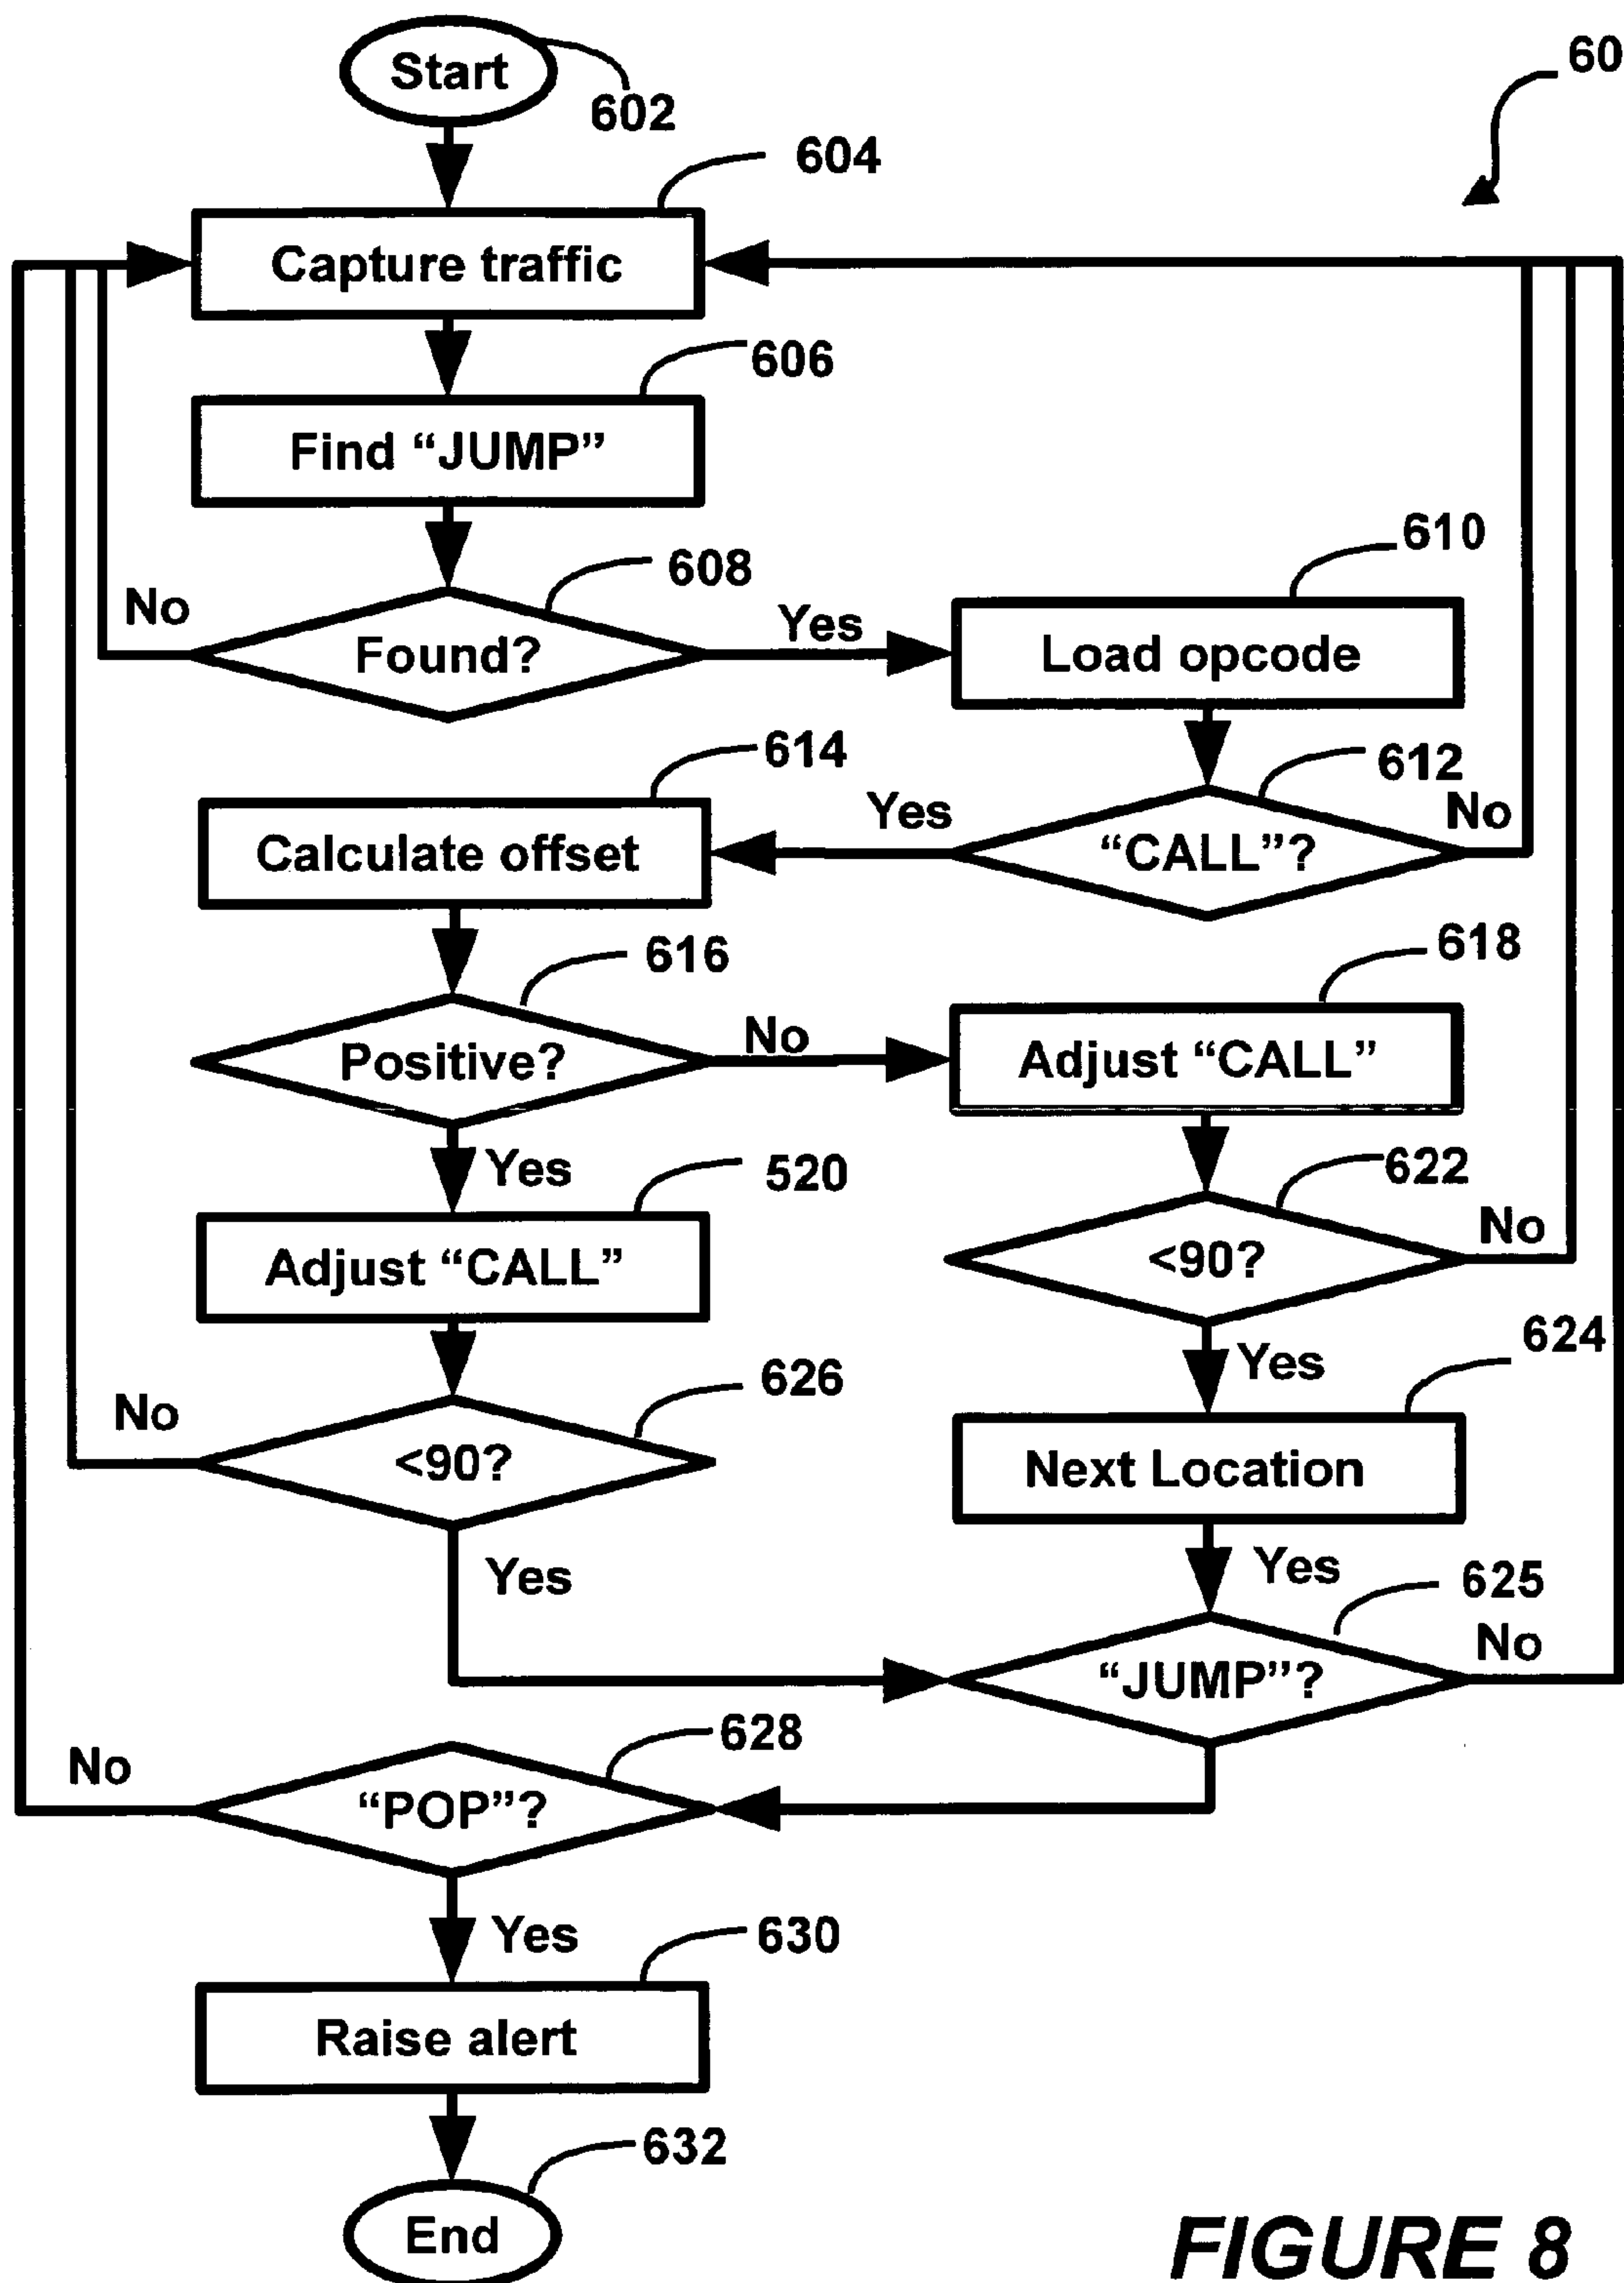 Start
602
60
604
Capture traffic
606
Find “JUMP”
608
No
Found?
Yes
610
Load opcode
612
“CALL”?
No
Yes
614
Calculate offset
616
Positive?
No
618
Adjust “CALL”
Yes
520
Adjust “CALL”
622
<90?
No
Yes
624
Next Location
626
No
<90?
Yes
Yes
625
“JUMP”?
No
628
No
“POP”?
Yes
630
Raise alert
632
End
FIGURE 8